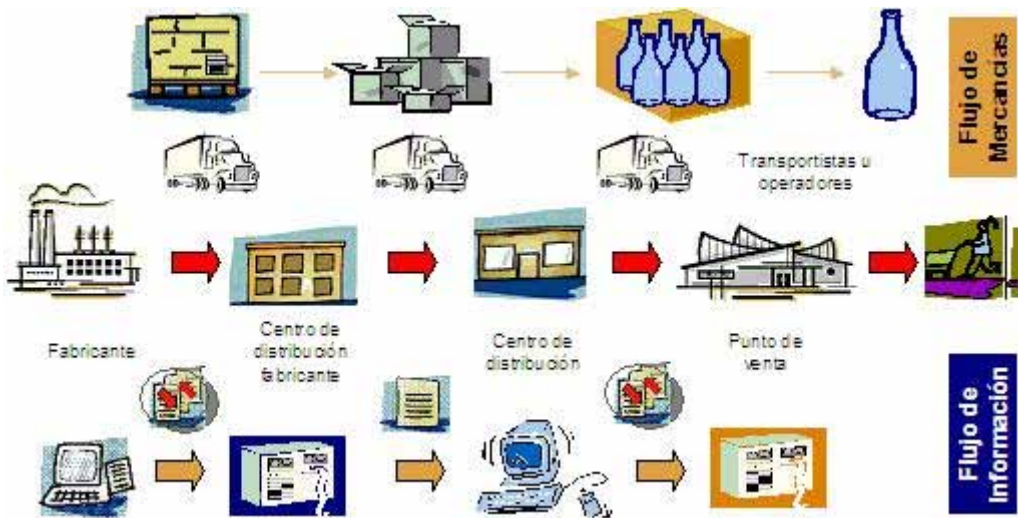 Flujo de
Mercancías
Transportistas u
operadores
Fabricante
Centro de
distribución
fabricante
Centro de
distribución
Punto de
venta
Flujo de
Información